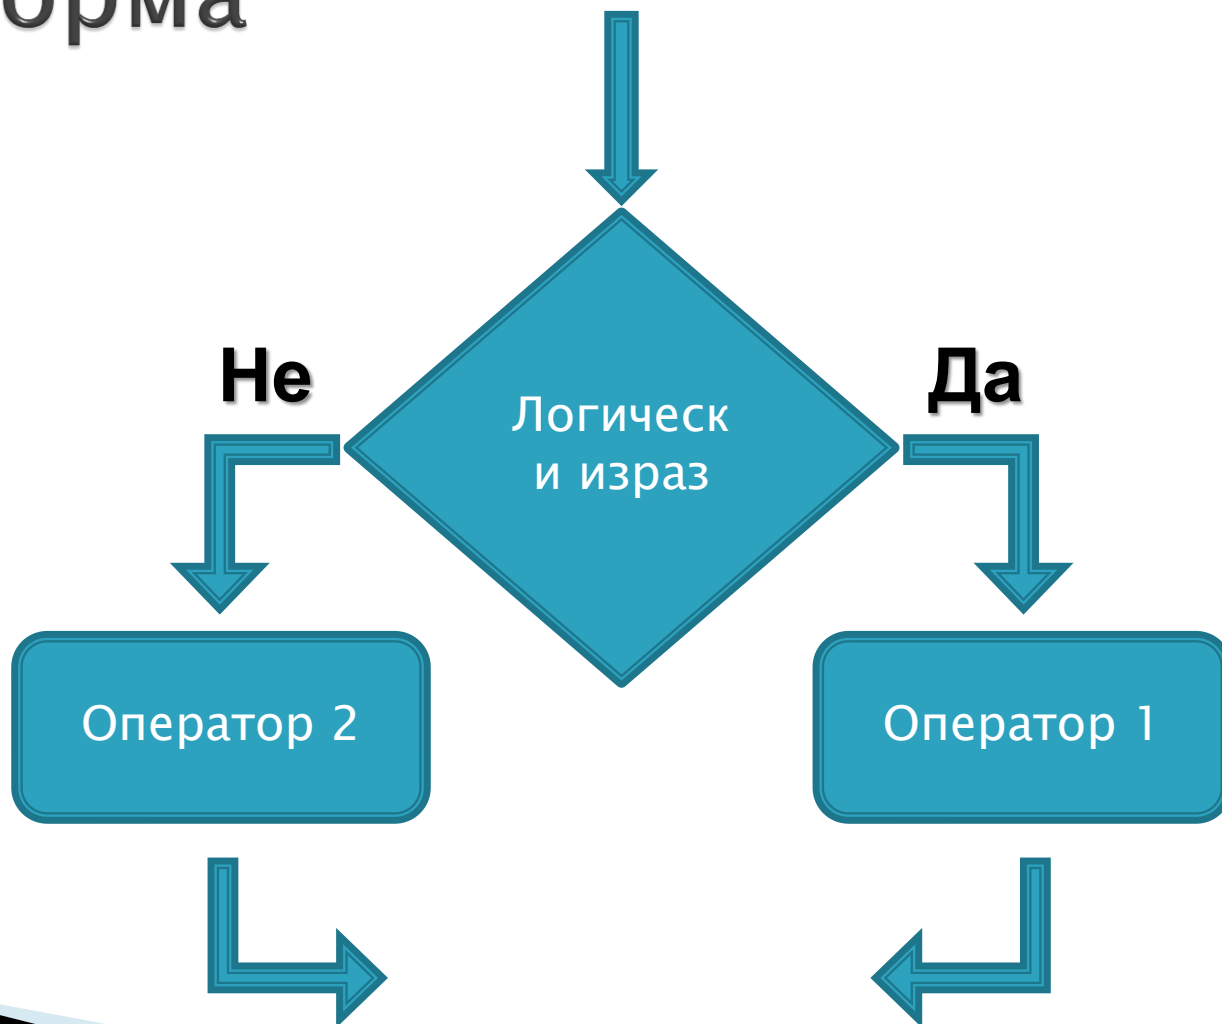 орма
Не
Да
Логическ
и израз
Оператор 2
Оператор 1